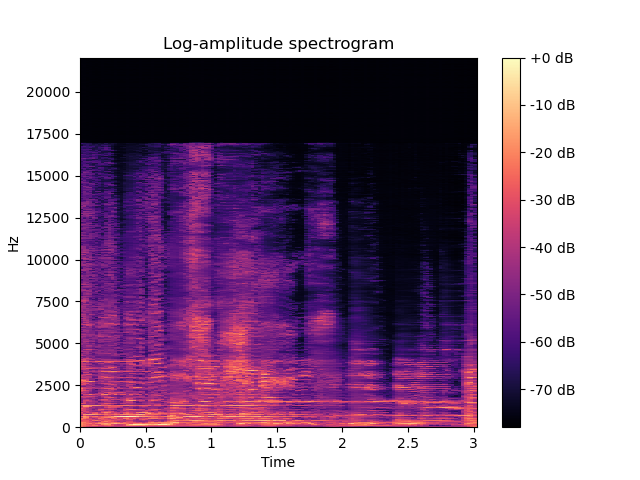 Log-amplitude spectrogram
Hz
20000
17500
15000
12500
10000
7500
5000
2500
0
0 0.5 1 1.5 2 2.5 3
Time
+0 dB
-10 dB
-20 dB
-30 dB
-40 dB
-50 dB
-60 dB
-70 dB